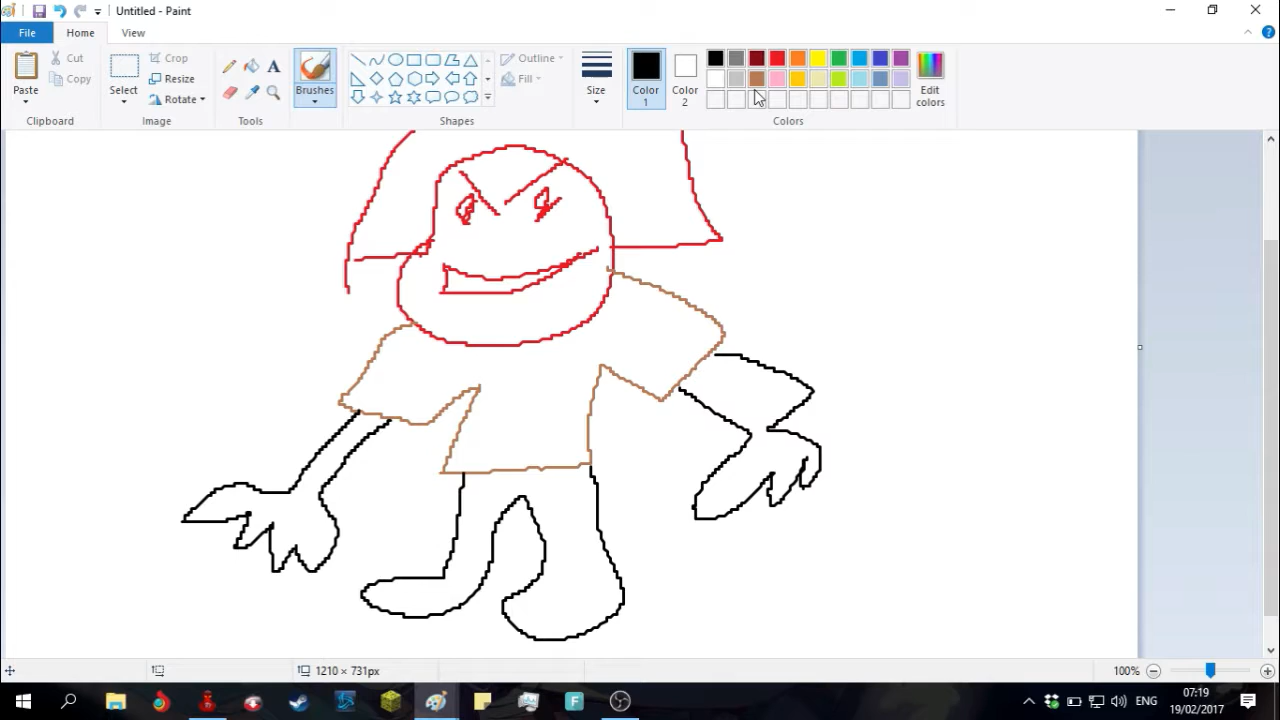 Untitled - Paint
File
Home
View
Paste
Cut
Copy
Clipboard
Select
Crop
Resize
Rotate
Image
A
Tools
Brushes
Outline
Fill
Shapes
Size
Color
1
Color
2
Edit
colors
Colors
1210 × 731px
100%
F
ENG
07:19
19/02/2017